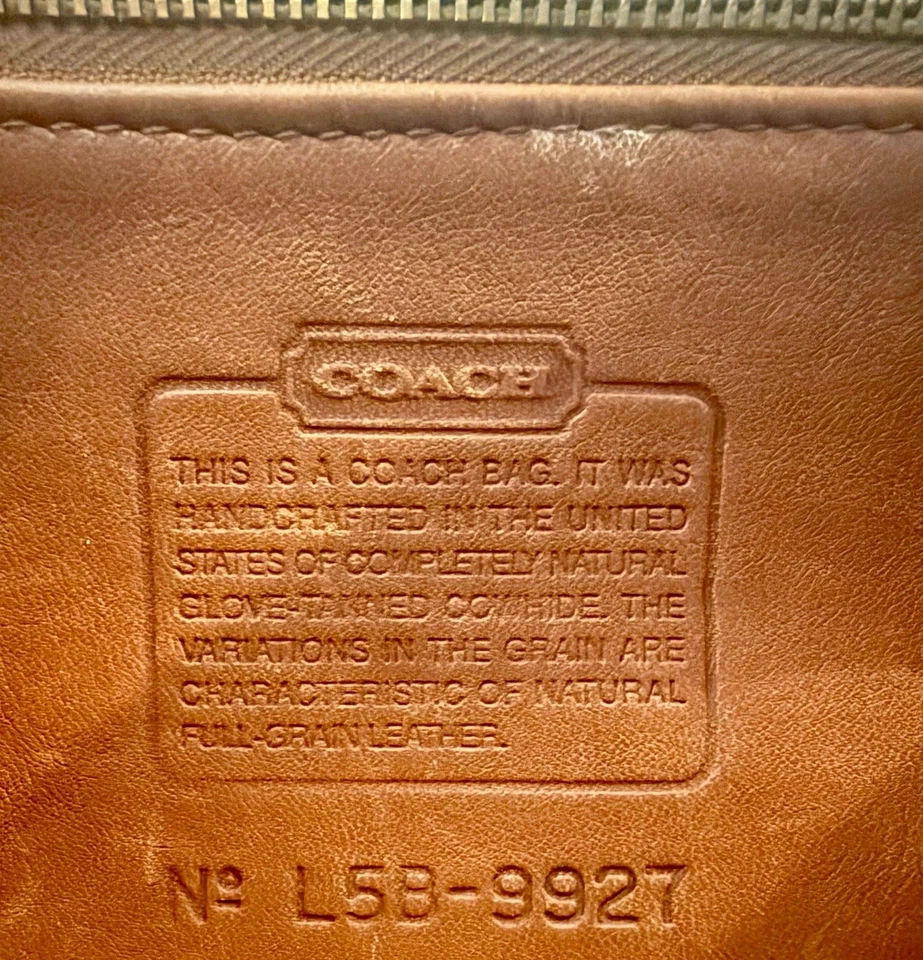 COACH
THIS IS A COACH BAG. IT WAS
HANDCRAFTED IN THE UNITED
STATES OF COMPLETELY NATURAL
GLOVE-TANNED COWHIDE. THE
VARIATIONS IN THE GRAIN ARE
CHARACTERISTIC OF NATURAL
FULL-GRAIN LEATHER.
Nº L5B-9927